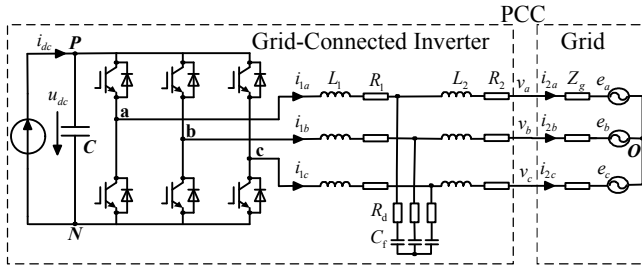 PCC
Grid-Connected Inverter
Grid
i_dc
P
u_dc
C
N
a
b
c
i_1a
i_1b
i_1c
L_1
R_1
L_2
R_2
R_d
C_f
v_a
v_b
v_c
i_2a
i_2b
i_2c
Z_g
e_a
e_b
e_c
O